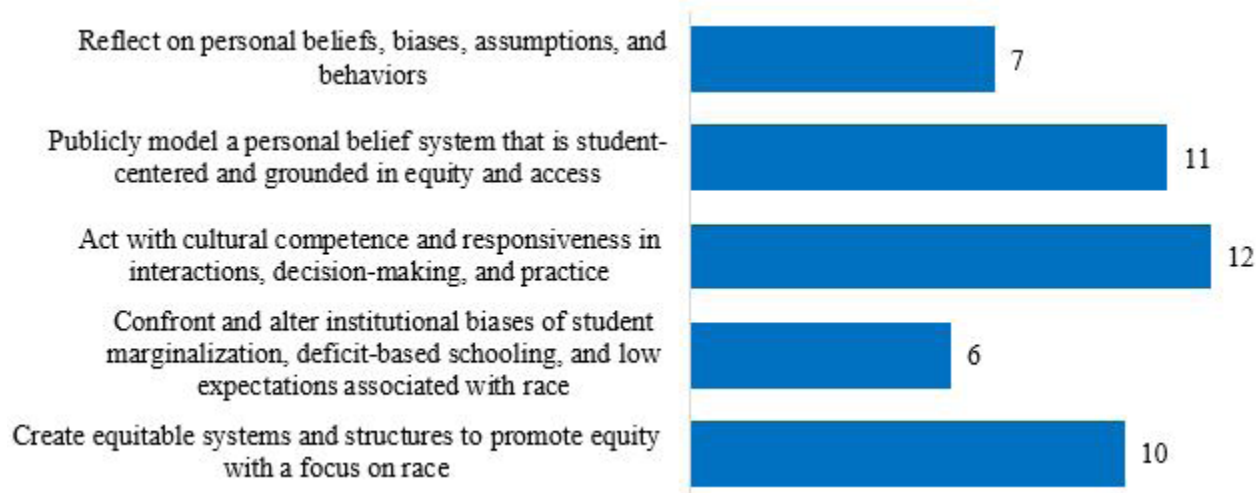 Reflect on personal beliefs, biases, assumptions, and
behaviors
7
Publicly model a personal belief system that is student-
centered and grounded in equity and access
11
Act with cultural competence and responsiveness in
interactions, decision-making, and practice
12
Confront and alter institutional biases of student
marginalization, deficit-based schooling, and low
expectations associated with race
6
Create equitable systems and structures to promote equity
with a focus on race
10